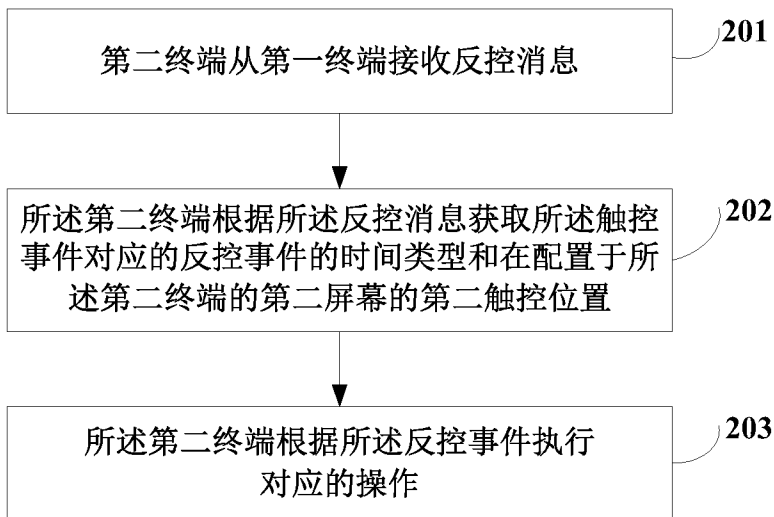 第二终端从第一终端接收反控消息
201
所述第二终端根据所述反控消息获取所述触控
事件对应的反控事件的时间类型和在配置于所
述第二终端的第二屏幕的第二触控位置
202
所述第二终端根据所述反控事件执行
对应的操作
203